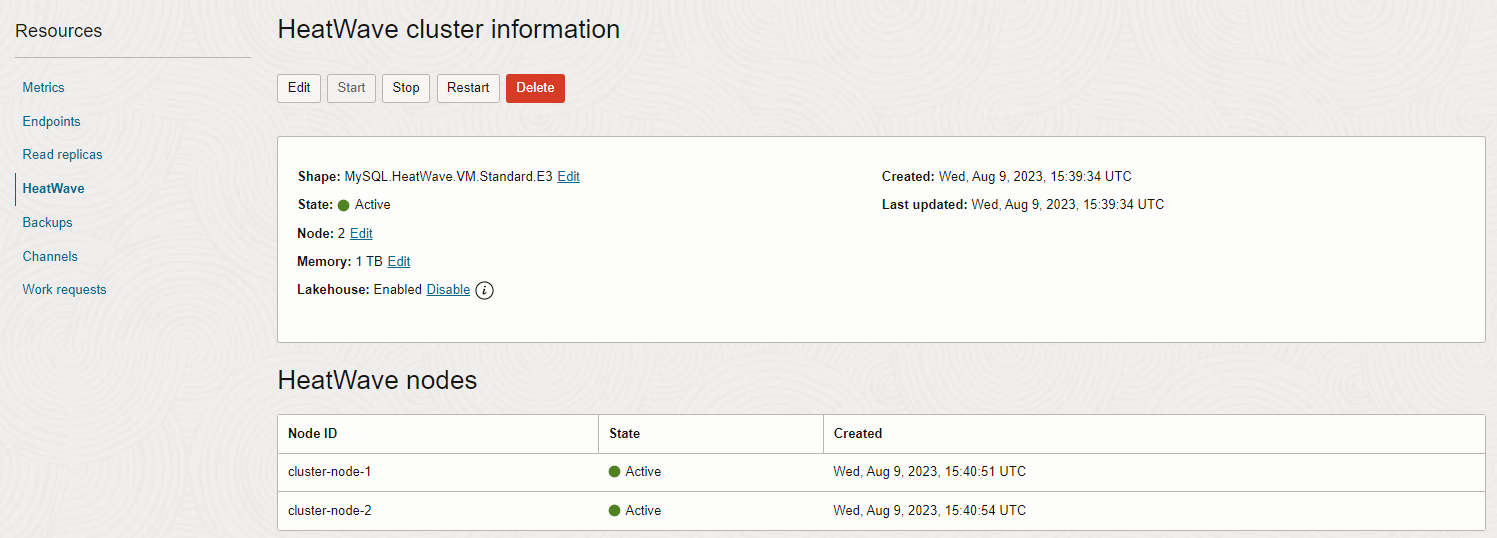 Resources
Metrics
Endpoints
Read replicas
HeatWave
Backups
Channels
Work requests
HeatWave cluster information
Edit Start Stop Restart Delete
Shape: MySQL.HeatWave.VM.Standard.E3 Edit
State: Active
Node: 2 Edit
Memory: 1 TB Edit
Lakehouse: Enabled Disable i
Created: Wed, Aug 9, 2023, 15:39:34 UTC
Last updated: Wed, Aug 9, 2023, 15:39:34 UTC
HeatWave nodes
Node ID State Created
cluster-node-1 Active Wed, Aug 9, 2023, 15:40:51 UTC
cluster-node-2 Active Wed, Aug 9, 2023, 15:40:54 UTC